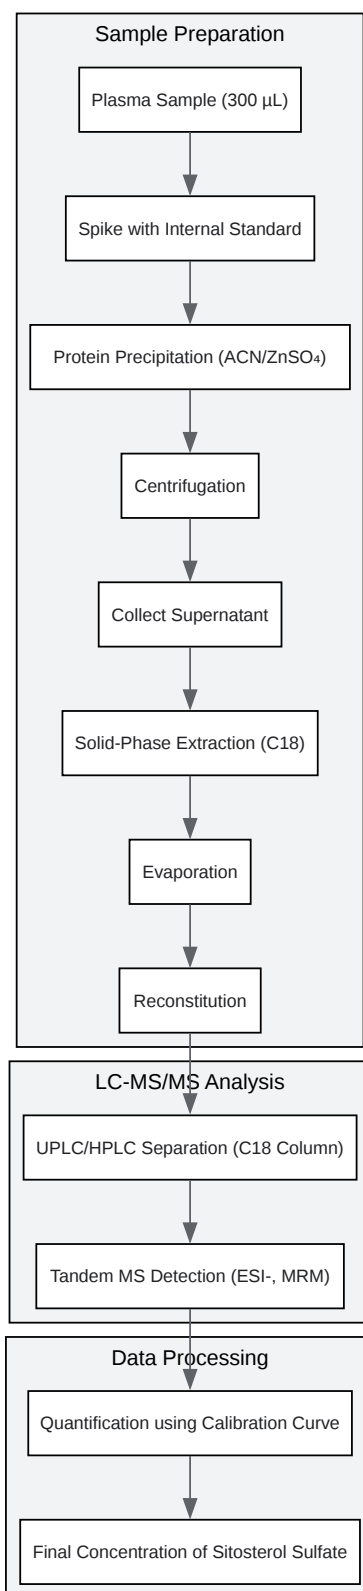 Sample Preparation
Plasma Sample (300 µL)
Spike with Internal Standard
Protein Precipitation (ACN/ZnSO₄)
Centrifugation
Collect Supernatant
Solid-Phase Extraction (C18)
Evaporation
Reconstitution
LC-MS/MS Analysis
UPLC/HPLC Separation (C18 Column)
Tandem MS Detection (ESI-, MRM)
Data Processing
Quantification using Calibration Curve
Final Concentration of Sitosterol Sulfate